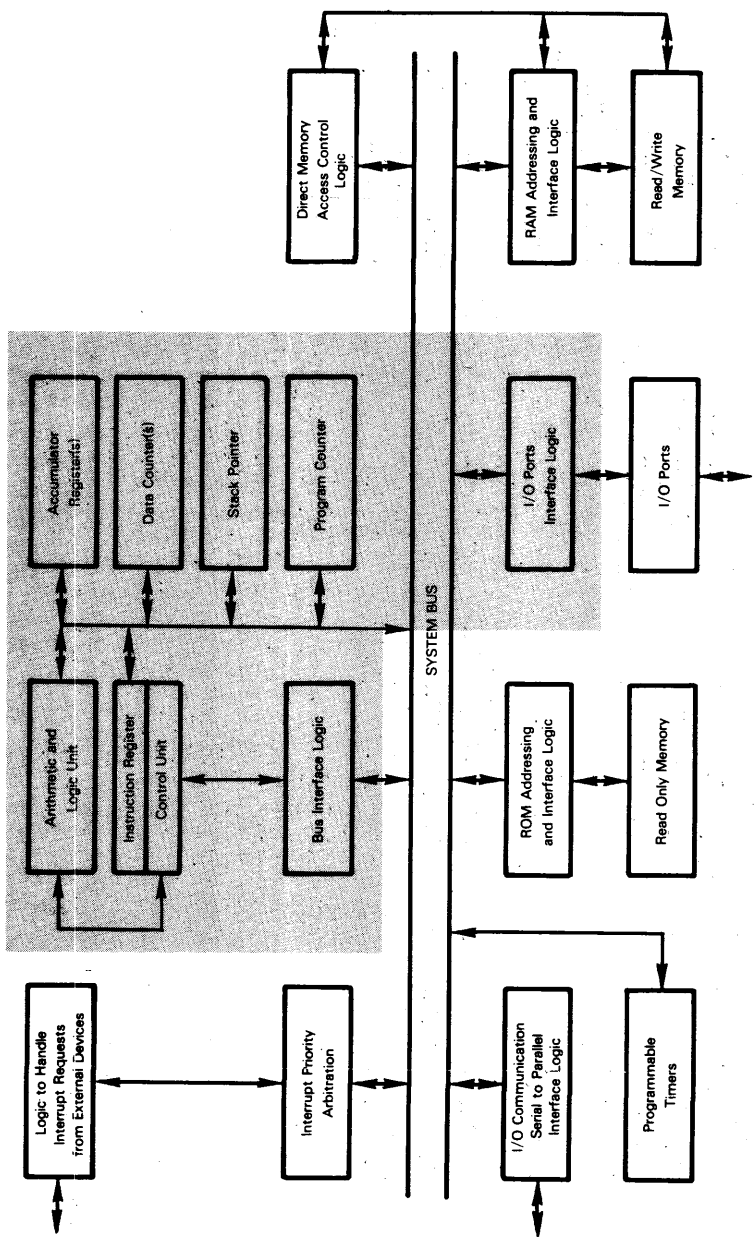 Logic to Handle
Interrupt Requests
from External Devices
Arithmetic and
Logic Unit
Accumulator
Register(s)
Instruction Register
Control Unit
Data Counter(s)
Stack Pointer
Interrupt Priority
Arbitration
Bus Interface Logic
Program Counter
Direct Memory
Access Control
Logic
SYSTEM BUS
I/O Communication
Serial to Parallel
Interface Logic
ROM Addressing
and Interface Logic
I/O Ports
Interface Logic
RAM Addressing and
Interface Logic
Programmable
Timers
Read Only Memory
I/O Ports
Read/Write
Memory